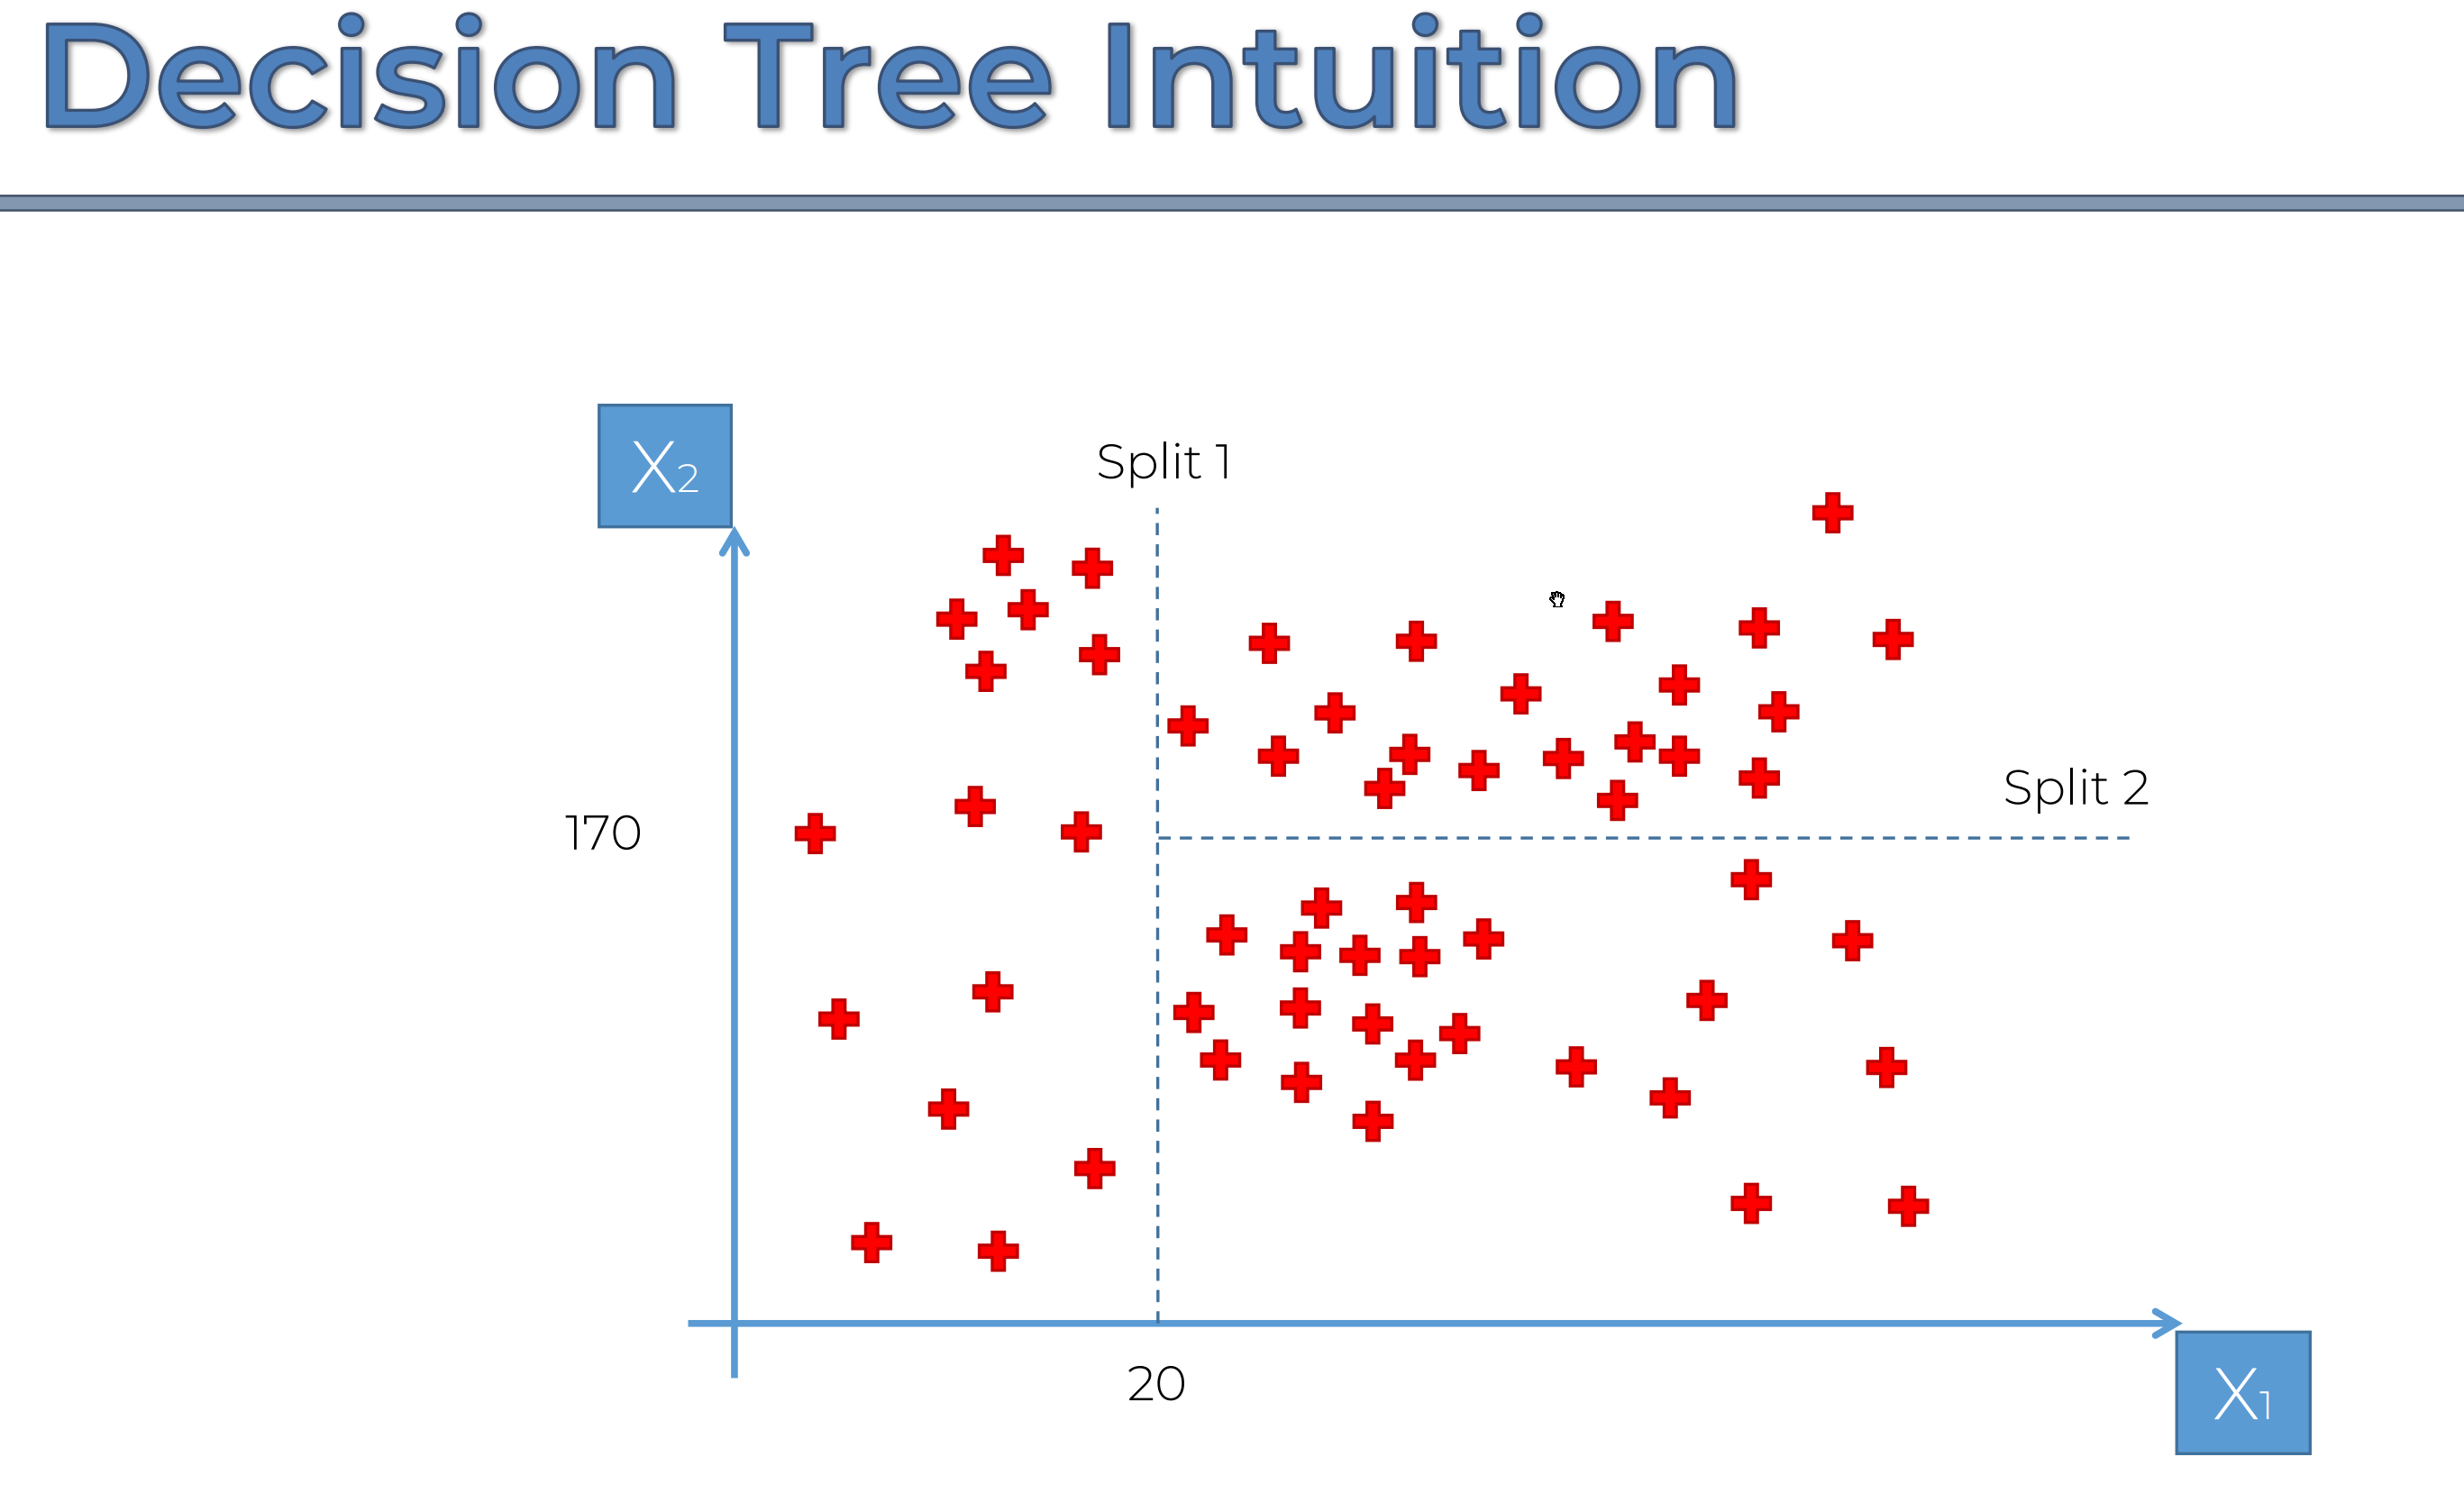 Decision Tree Intuition
X2
Split 1
Split 2
170
20
X1